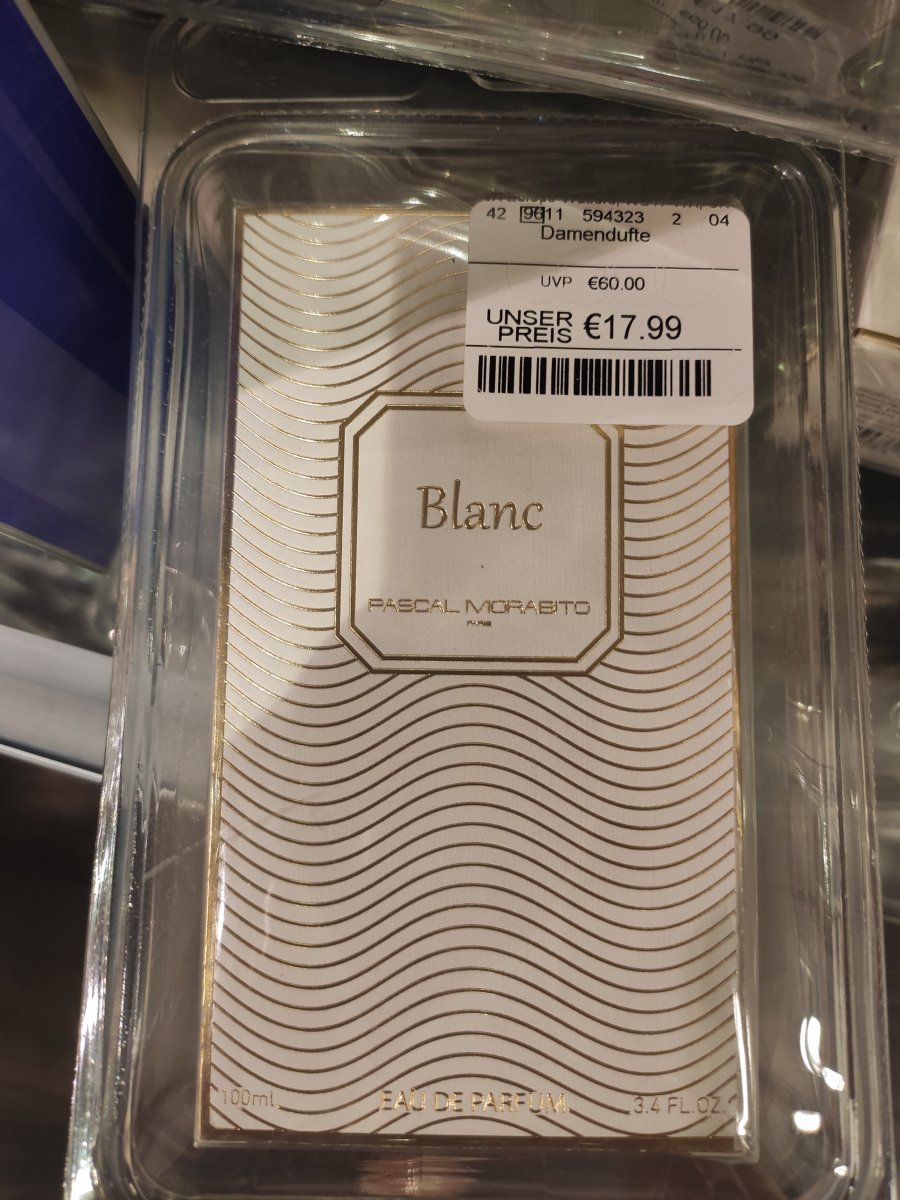 42 9611 594323 2 04
Damendufte
UVP €60.00
UNSER
PREIS €17.99
Blanc
PASCAL MORABITO
PARIS
100ml. EAU DE PARFUM 3.4 FL.OZ.